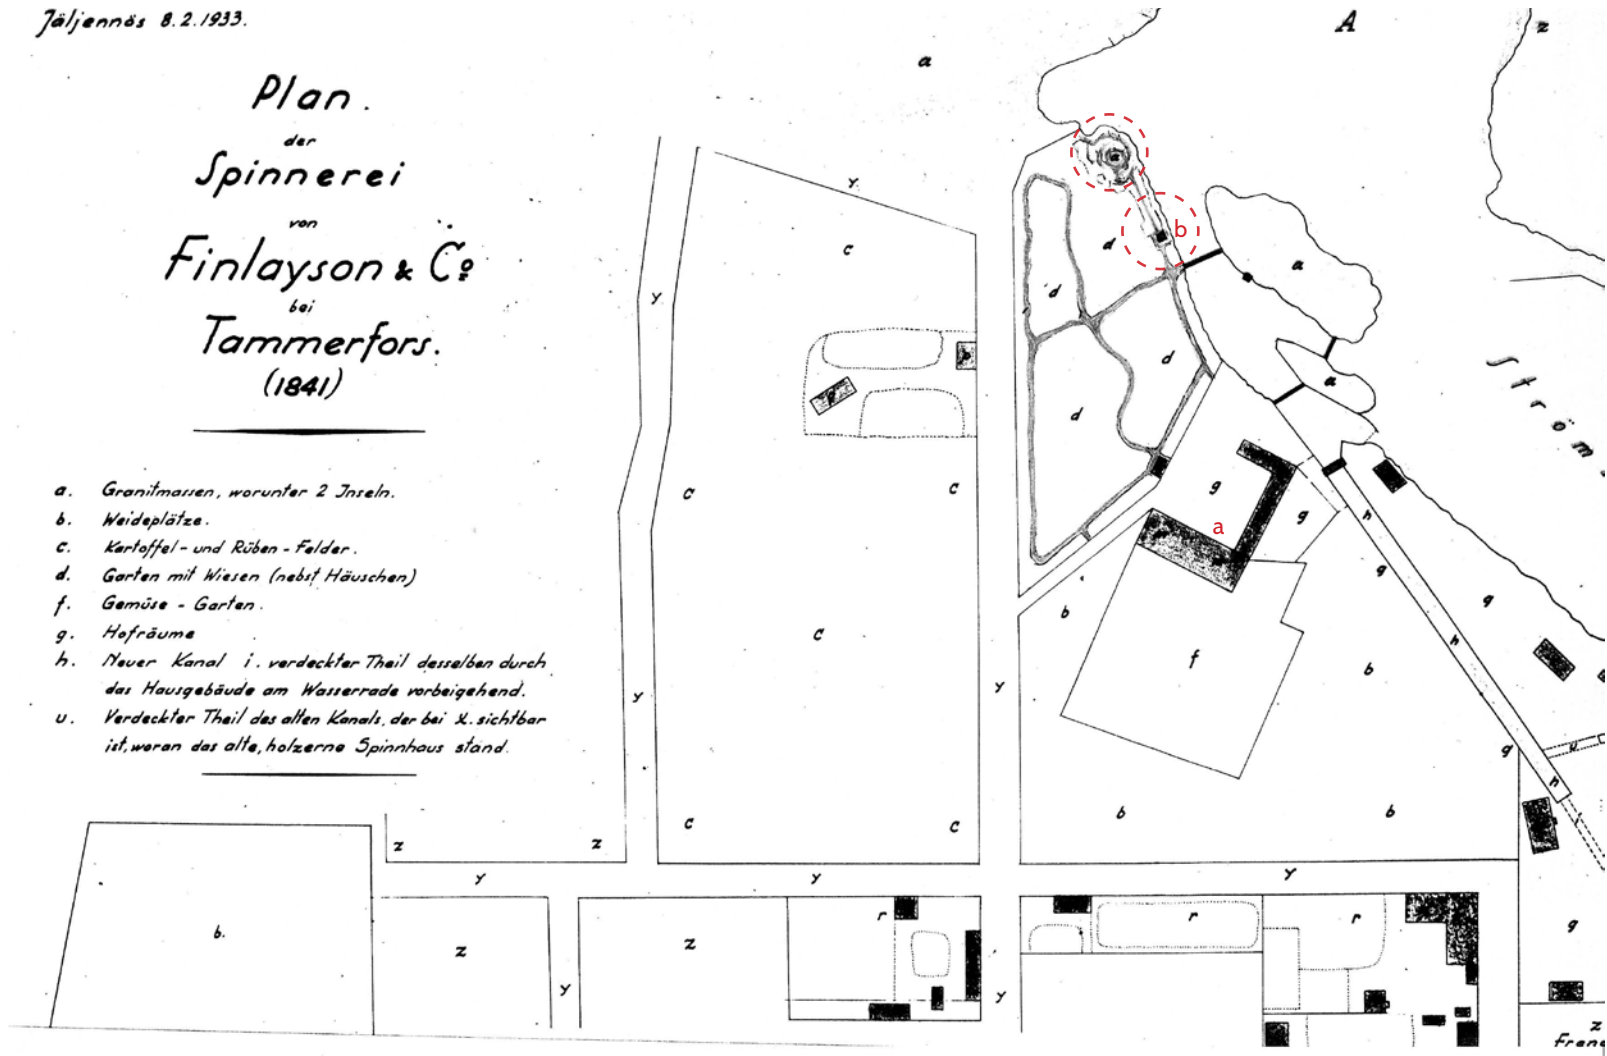 Jäljennös 8.2.1933.
Plan.
der
Spinnerei
von
Finlayson & Co
bei
Tammerfors.
(1841)
a. Granitmassen, worunter 2 Inseln.
b. Weideplätze.
c. Kartoffel- und Rüben-Felder.
d. Garten mit Wiesen (nebst Häuschen)
f. Gemüse-Garten.
g. Hofräume
h. Neuer Kanal i. verdeckter Theil desselben durch
das Hausgebäude am Wasserrade vorbeigehend.
u. Verdeckter Theil des alten Kanals, der bei X. sichtbar
ist, woran das alte, holzerne Spinnhaus stand.
A
z
a
y
b
c
d
a
y
d
d
a
Ström
d
c
c
g
a
g
h
g
g
b
c
f
b
h
y
y
g
u
h
b
b
c
c
z
z
y
y
y
r
r
r
b.
z
z
g
y
y
z